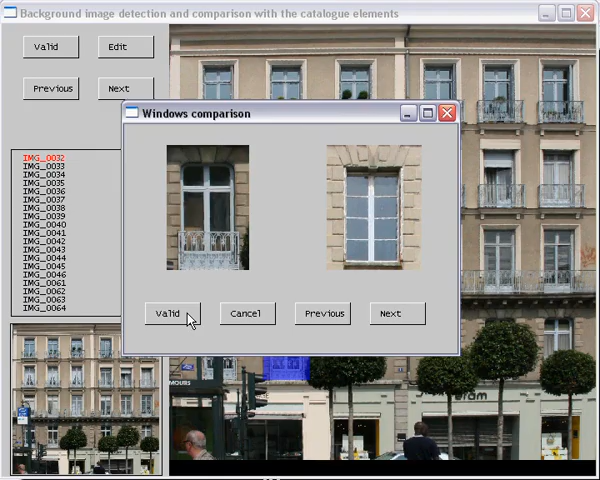 Background image detection and comparison with the catalogue elements
Valid
Edit
Previous
Next
Windows comparison
IMG_0032
IMG_0033
IMG_0034
IMG_0035
IMG_0036
IMG_0037
IMG_0038
IMG_0039
IMG_0040
IMG_0041
IMG_0042
IMG_0043
IMG_0044
IMG_0045
IMG_0046
IMG_0061
IMG_0062
IMG_0063
IMG_0064
Valid
Cancel
Previous
Next
MOURS